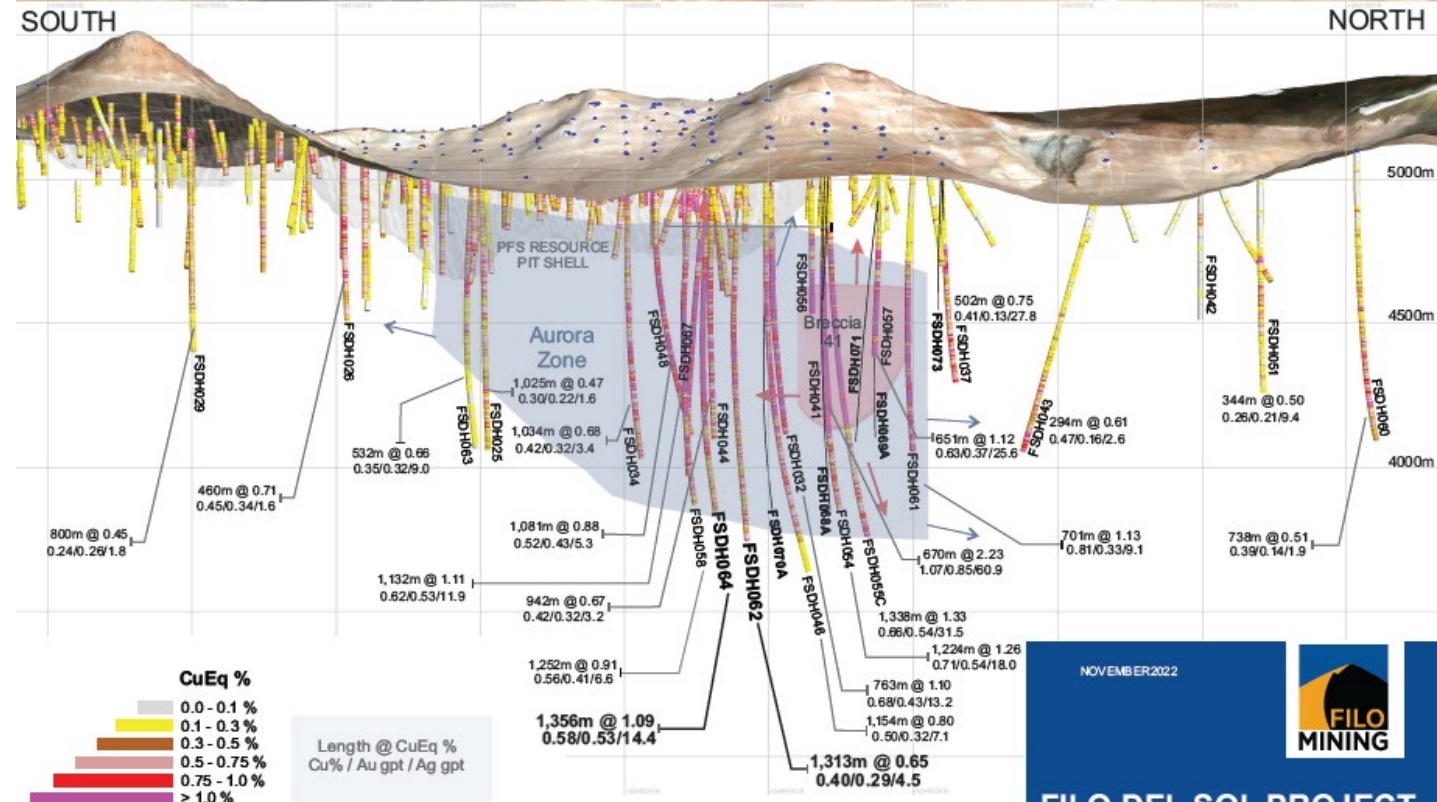 SOUTH
NORTH
5000m
4500m
4000m
PFS RESOURCE
PIT SHELL
Aurora
Zone
Breccia
41
FSDH029
FSDH026
FSDH063
FSDH025
FSDH034
FSDH048
FSDH067
FSDH044
FSDH058
FSDH064
FSDH062
FSDH070A
FSDH032
FSDH046
FSDH056
FSDH041
FSDH068A
FSDH054
FSDH055C
FSDH071
FSDH057
FSDH069A
FSDH061
FSDH073
FSDH037
FSDH043
FSDH042
FSDH051
FSDH060
800m @ 0.45
0.24/0.26/1.8
460m @ 0.71
0.45/0.34/1.6
532m @ 0.66
0.35/0.32/9.0
1,025m @ 0.47
0.30/0.22/1.6
1,034m @ 0.68
0.42/0.32/3.4
1,081m @ 0.88
0.52/0.43/5.3
1,132m @ 1.11
0.62/0.53/11.9
942m @ 0.67
0.42/0.32/3.2
1,252m @ 0.91
0.56/0.41/6.6
1,356m @ 1.09
0.58/0.53/14.4
1,313m @ 0.65
0.40/0.29/4.5
1,154m @ 0.80
0.50/0.32/7.1
763m @ 1.10
0.68/0.43/13.2
1,224m @ 1.26
0.71/0.54/18.0
1,338m @ 1.33
0.66/0.54/31.5
670m @ 2.23
1.07/0.85/60.9
701m @ 1.13
0.81/0.33/9.1
651m @ 1.12
0.63/0.37/25.6
502m @ 0.75
0.41/0.13/27.8
294m @ 0.61
0.47/0.16/2.6
344m @ 0.50
0.26/0.21/9.4
738m @ 0.51
0.39/0.14/1.9
CuEq %
0.0 - 0.1 %
0.1 - 0.3 %
0.3 - 0.5 %
0.5 - 0.75 %
0.75 - 1.0 %
> 1.0 %
Length @ CuEq %
Cu% / Au gpt / Ag gpt
NOVEMBER2022
FILO
MINING
FILO DEL SOL PROJECT